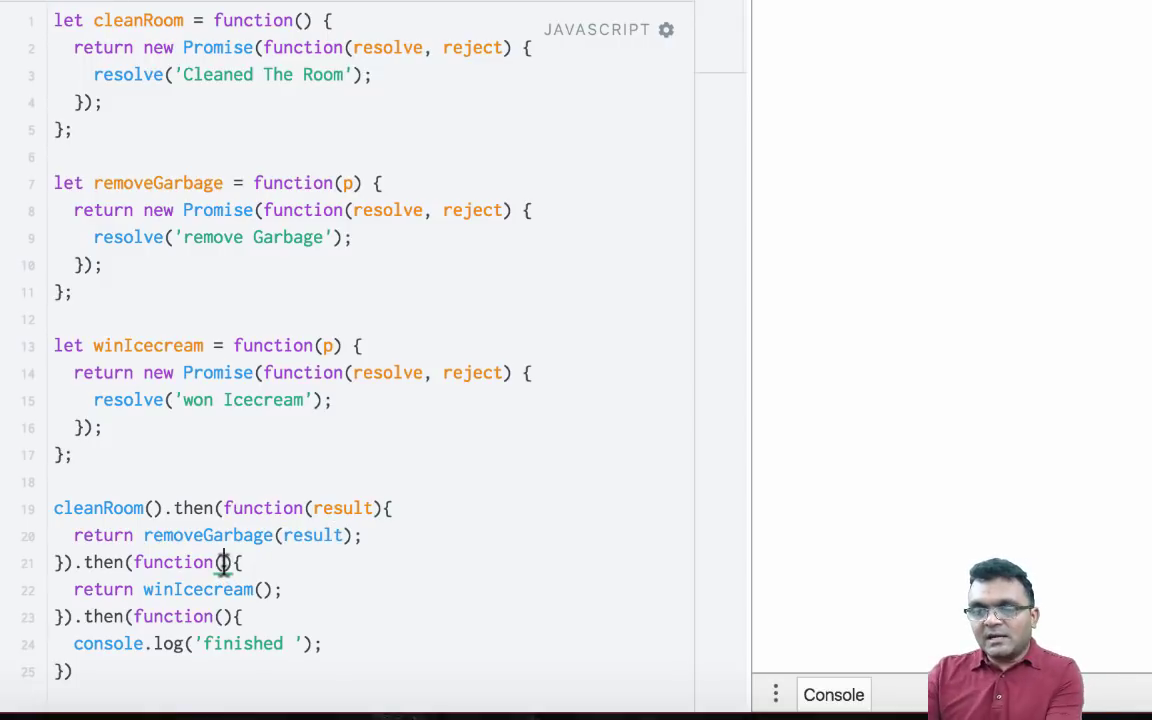 JAVASCRIPT
1 let cleanRoom = function() {
2 return new Promise(function(resolve, reject) {
3 resolve('Cleaned The Room');
4 });
5 };
6
7 let removeGarbage = function(p) {
8 return new Promise(function(resolve, reject) {
9 resolve('remove Garbage');
10 });
11 };
12
13 let winIcecream = function(p) {
14 return new Promise(function(resolve, reject) {
15 resolve('won Icecream');
16 });
17 };
18
19 cleanRoom().then(function(result){
20 return removeGarbage(result);
21 }).then(function(){
22 return winIcecream();
23 }).then(function(){
24 console.log('finished ');
25 })
Console